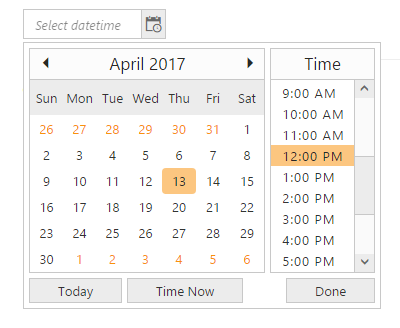 Select datetime
April 2017
Sun Mon Tue Wed Thu Fri Sat
26 27 28 29 30 31 1
2 3 4 5 6 7 8
9 10 11 12 13 14 15
16 17 18 19 20 21 22
23 24 25 26 27 28 29
30 1 2 3 4 5 6
Today Time Now
Time
9:00 AM
10:00 AM
11:00 AM
12:00 PM
1:00 PM
2:00 PM
3:00 PM
4:00 PM
5:00 PM
Done